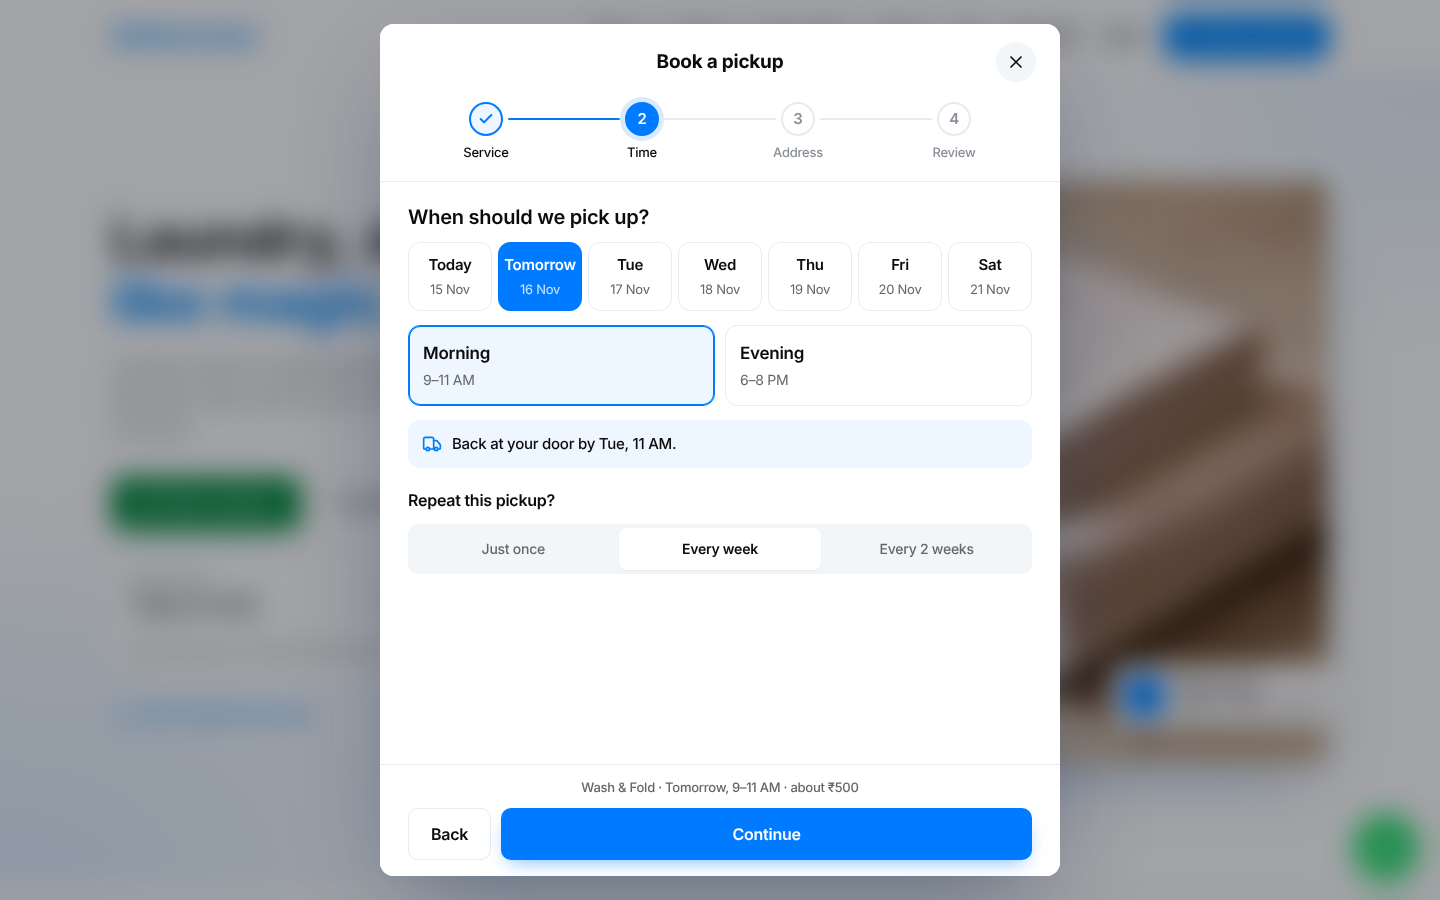 Book a pickup
2
3
4
Service
Time
Address
Review
When should we pick up?
Today
Tomorrow
Tue
Wed
Thu
Fri
Sat
15 Nov
16 Nov
17 Nov
18 Nov
19 Nov
20 Nov
21 Nov
Morning
Evening
9–11 AM
6–8 PM
Back at your door by Tue, 11 AM.
Repeat this pickup?
Just once
Every week
Every 2 weeks
Wash & Fold · Tomorrow, 9–11 AM · about ₹500
Back
Continue